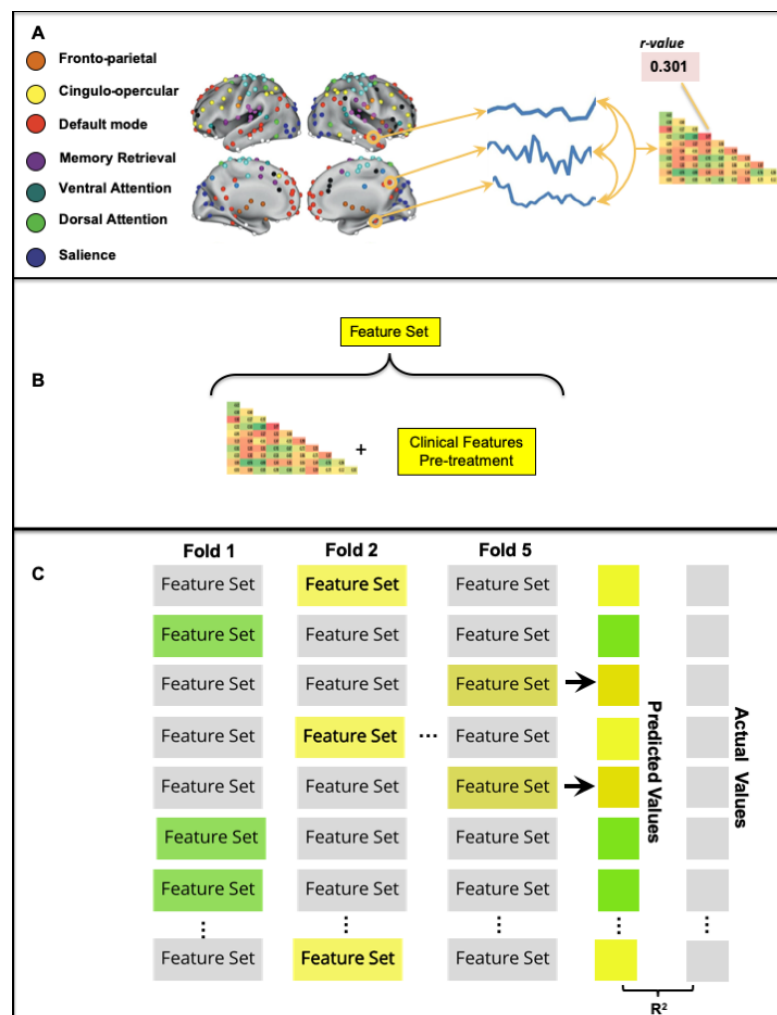 A
Fronto-parietal
Cingulo-opercular
Default mode
Memory Retrieval
Ventral Attention
Dorsal Attention
Salience
r-value
0.301
B
Feature Set
+
Clinical Features
Pre-treatment
C
Fold 1 Fold 2 Fold 5
Feature Set Feature Set Feature Set
Feature Set Feature Set Feature Set
Feature Set Feature Set Feature Set
Feature Set Feature Set ... Feature Set
Feature Set Feature Set Feature Set
Feature Set Feature Set Feature Set
Feature Set Feature Set Feature Set
Feature Set Feature Set Feature Set
Predicted Values
Actual Values
R²